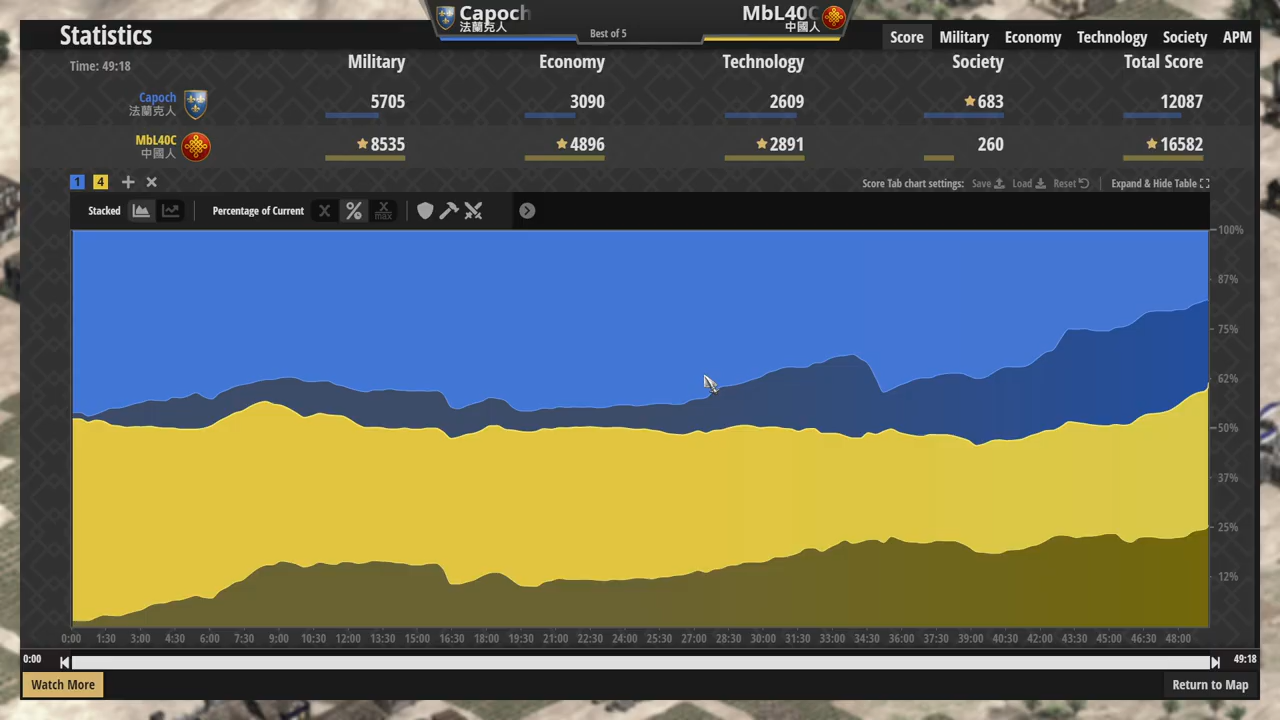 Capoch
法蘭克人
Best of 5
MbL40C
中國人
Statistics
Score Military Economy Technology Society APM
Time: 49:18
Military Economy Technology Society Total Score
Capoch
法蘭克人
5705 3090 2609 683 12087
MbL40C
中國人
8535 4896 2891 260 16582
1 4
Score Tab chart settings: Save Load Reset Expand & Hide Table
Stacked Percentage of Current X % X max
100%
87%
75%
62%
50%
37%
25%
12%
0:00 1:30 3:00 4:30 6:00 7:30 9:00 10:30 12:00 13:30 15:00 16:30 18:00 19:30 21:00 22:30 24:00 25:30 27:00 28:30 30:00 31:30 33:00 34:30 36:00 37:30 39:00 40:30 42:00 43:30 45:00 46:30 48:00
0:00 49:18
Watch More Return to Map